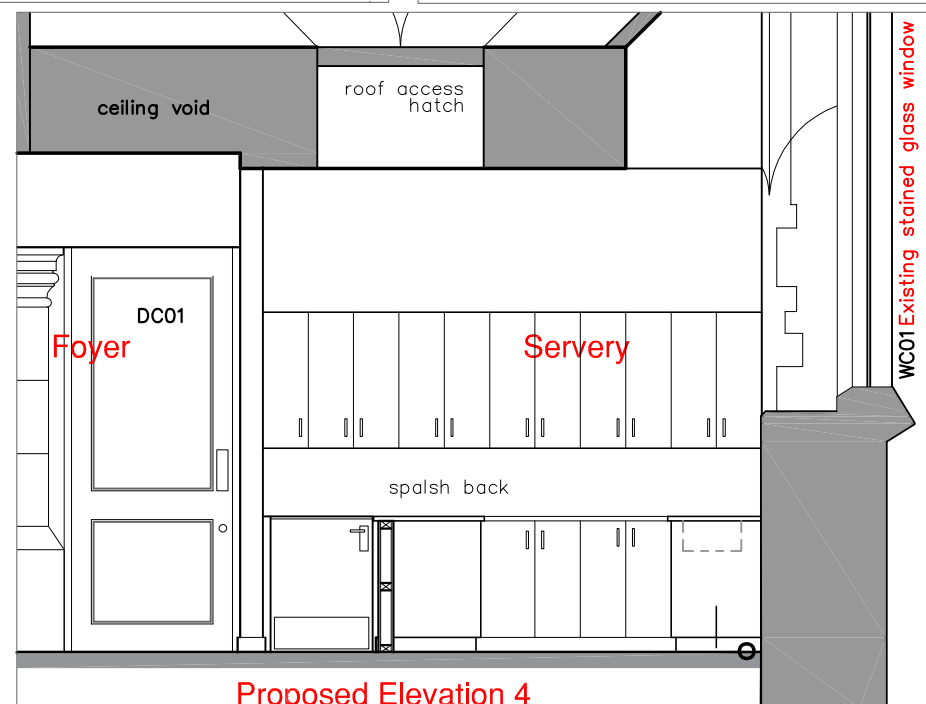 ceiling void
roof access
hatch
Existing stained glass window
WC01
DC01
Foyer
Servery
spalsh back
Proposed Elevation 4